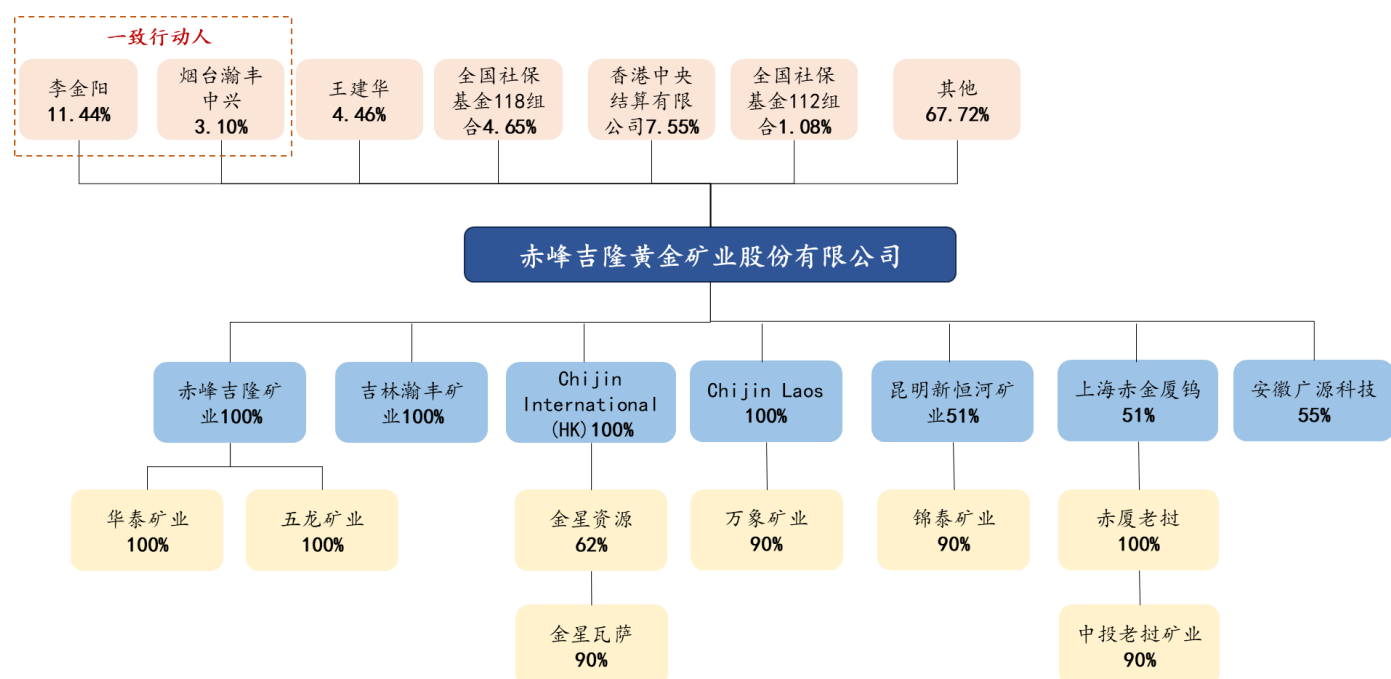 一致行动人
李金阳
11.44%
烟台瀚丰
中兴
3.10%
王建华
4.46%
全国社保
基金118组
合4.65%
香港中央
结算有限
公司7.55%
全国社保
基金112组
合1.08%
其他
67.72%
赤峰吉隆黄金矿业股份有限公司
赤峰吉隆矿
业100%
吉林瀚丰矿
业100%
Chijin
International
(HK)100%
Chijin Laos
100%
昆明新恒河矿
业51%
上海赤金厦钨
51%
安徽广源科技
55%
华泰矿业
100%
五龙矿业
100%
金星资源
62%
万象矿业
90%
锦泰矿业
90%
赤厦老挝
100%
金星瓦萨
90%
中投老挝矿业
90%